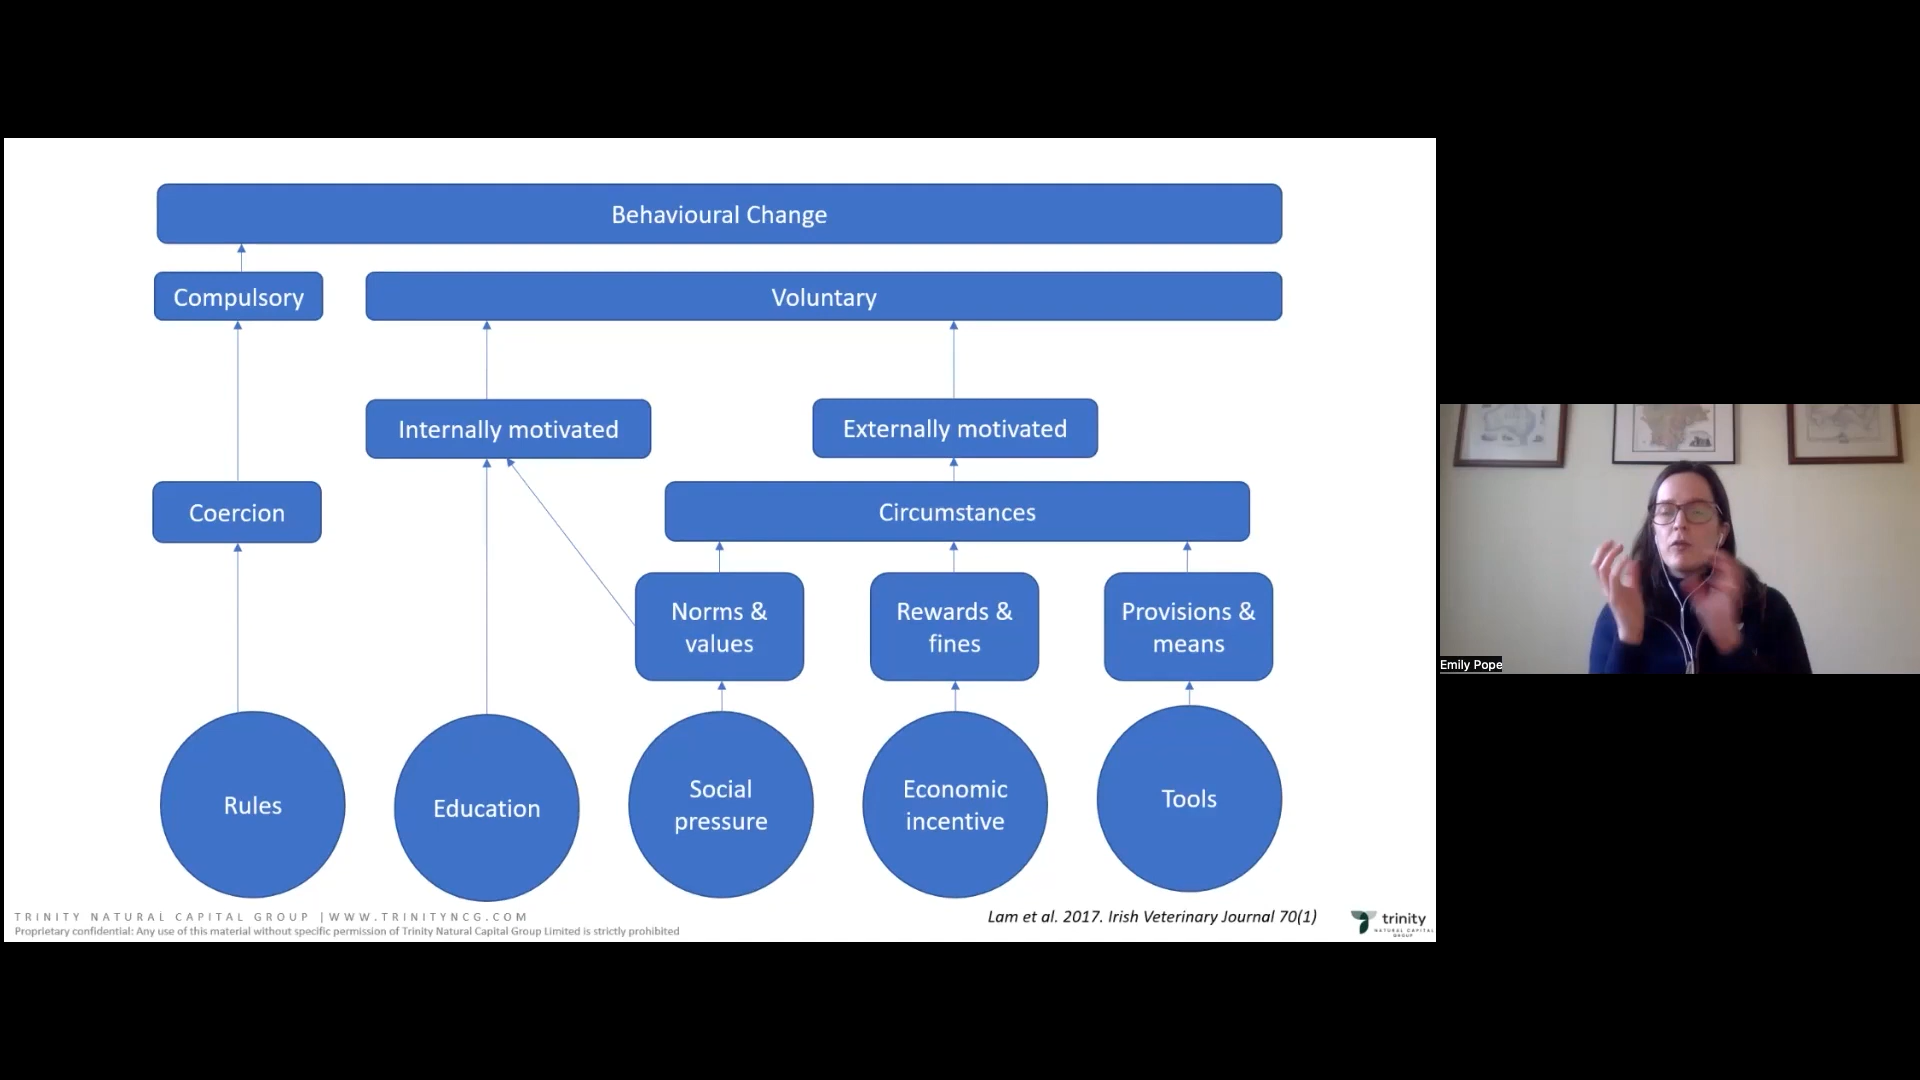 Behavioural Change
Compulsory
Voluntary
Internally motivated
Externally motivated
Coercion
Circumstances
Norms &
values
Rewards &
fines
Provisions &
means
Rules
Education
Social
pressure
Economic
incentive
Tools
TRINITY NATURAL CAPITAL GROUP |WWW.TRINITYNCG.COM
Proprietary confidential: Any use of this material without specific permission of Trinity Natural Capital Group Limited is strictly prohibited
Lam et al. 2017. Irish Veterinary Journal 70(1)
trinity
NATURAL CAPITAL
GROUP
Emily Pope